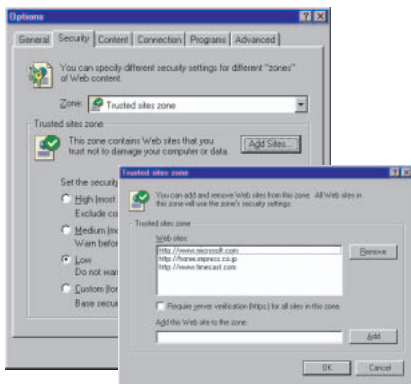 Options
General Security Content Connection Programs Advanced
You can specify different security settings for different "zones"
of Web content.
Zone: Trusted sites zone
Trusted sites zone
This zone contains Web sites that you
trust not to damage your computer or data.
Add Sites...
Set the security
High (most
Exclude co
Medium (mo
Warn befor
Low
Do not war
Custom (for
Base secur
Trusted sites zone
You can add and remove Web sites from this zone. All Web sites in
this zone will use the zone's security settings.
Trusted sites zone
Web sites:
http://www.microsoft.com
http://home.impress.co.jp
http://www.timecast.com
Remove
Require server verification (https:) for all sites in this zone.
Add this Web site to the zone:
Add
OK Cancel